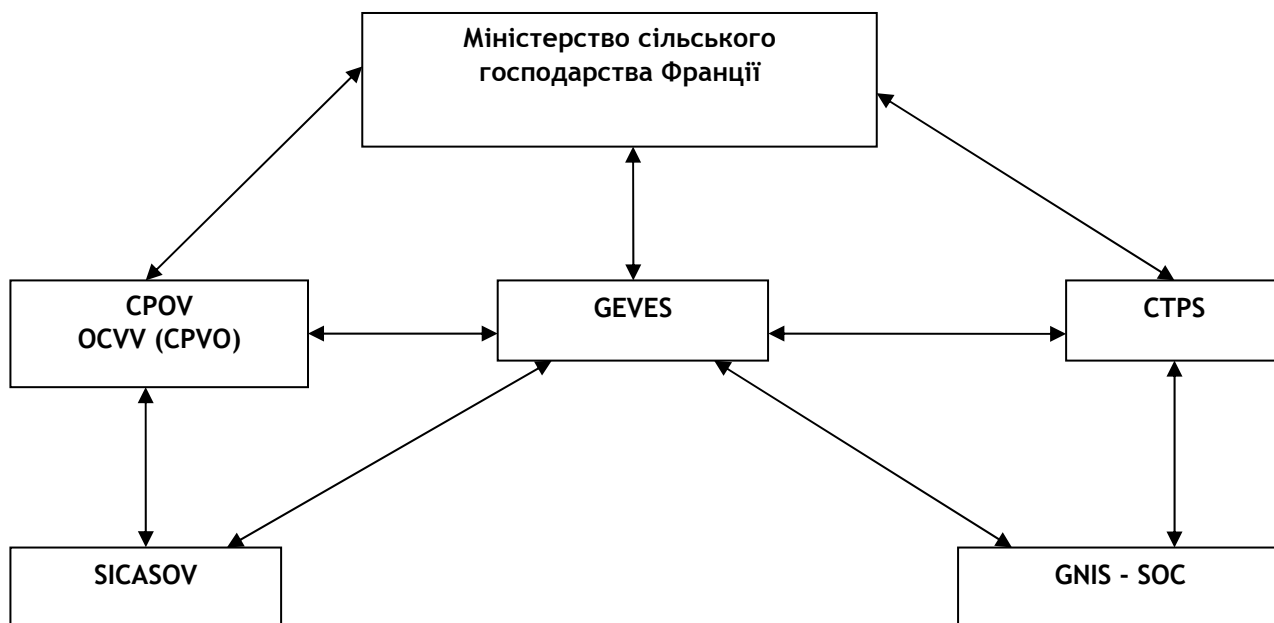 Міністерство сільського
господарства Франції
CPOV
OCVV (CPVO)
GEVES
CTPS
SICASOV
GNIS - SOC